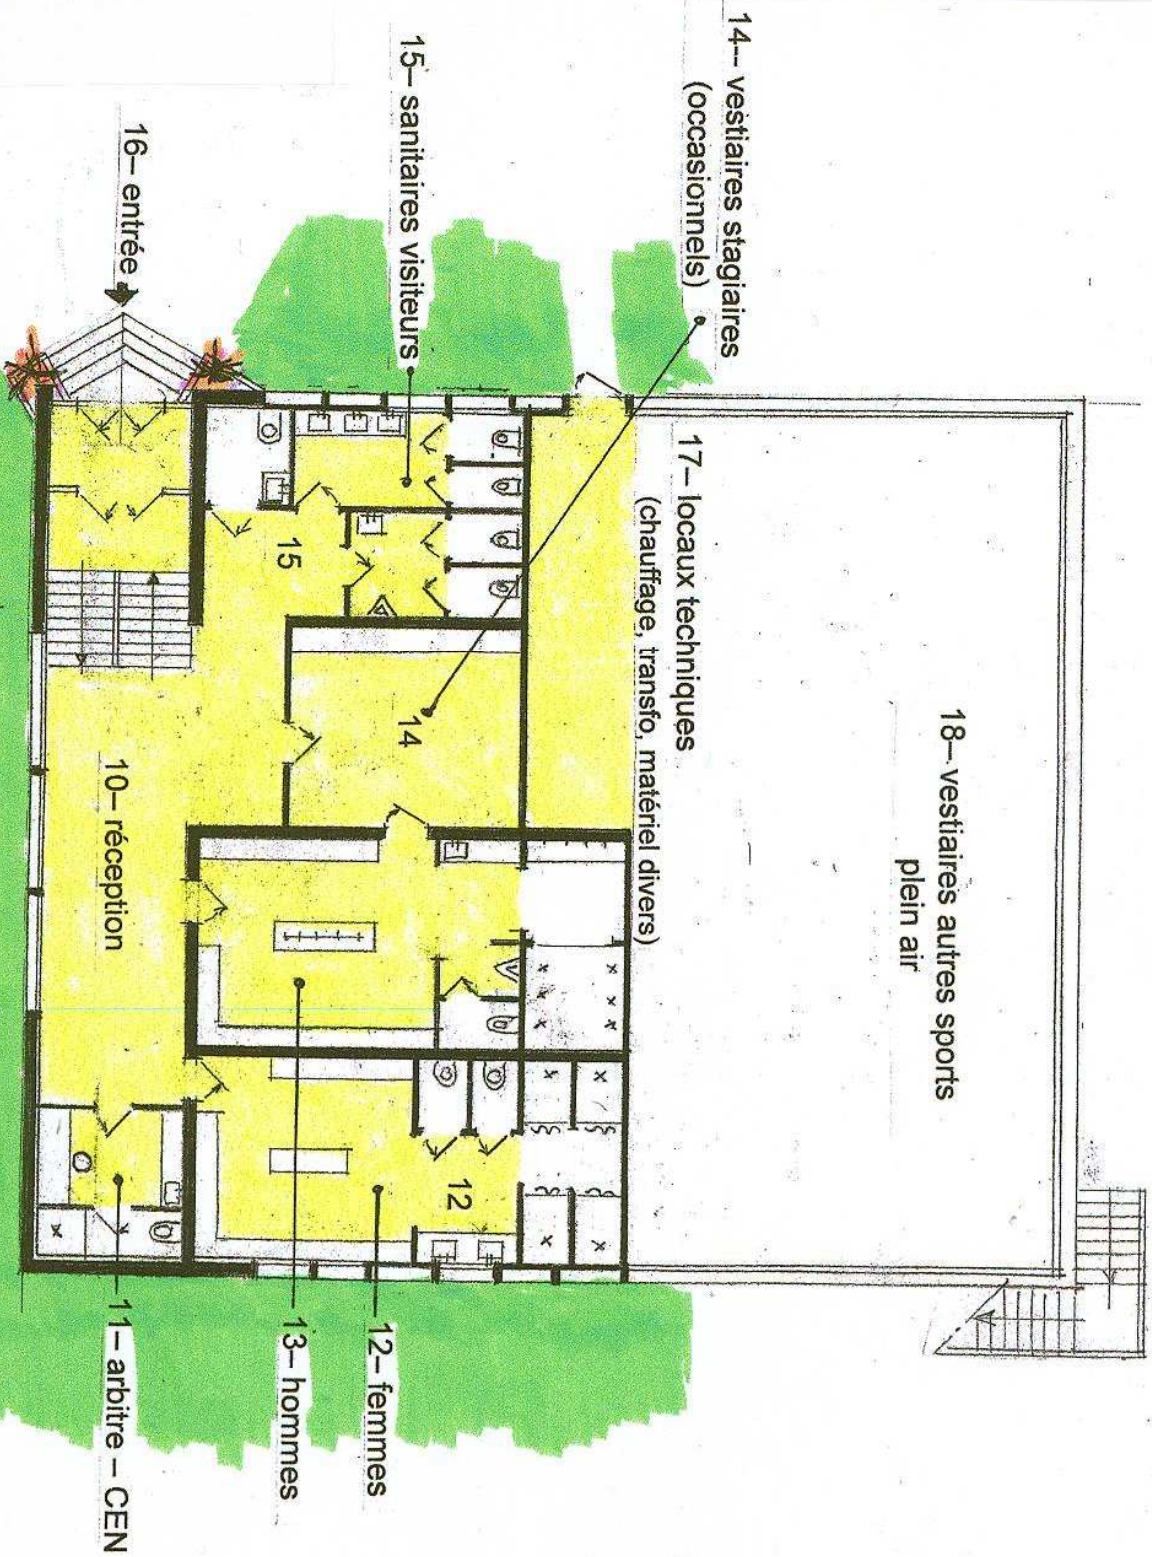 14-- vestiaires stagiaires
(occasionnels)
15– sanitaires visiteurs
16– entrée
17– locaux techniques
(chauffage, transfo, matériel divers)
18– vestiaires autres sports
plein air
15
14
10– réception
12
11– arbitre – CEN
12– femmes
13– hommes